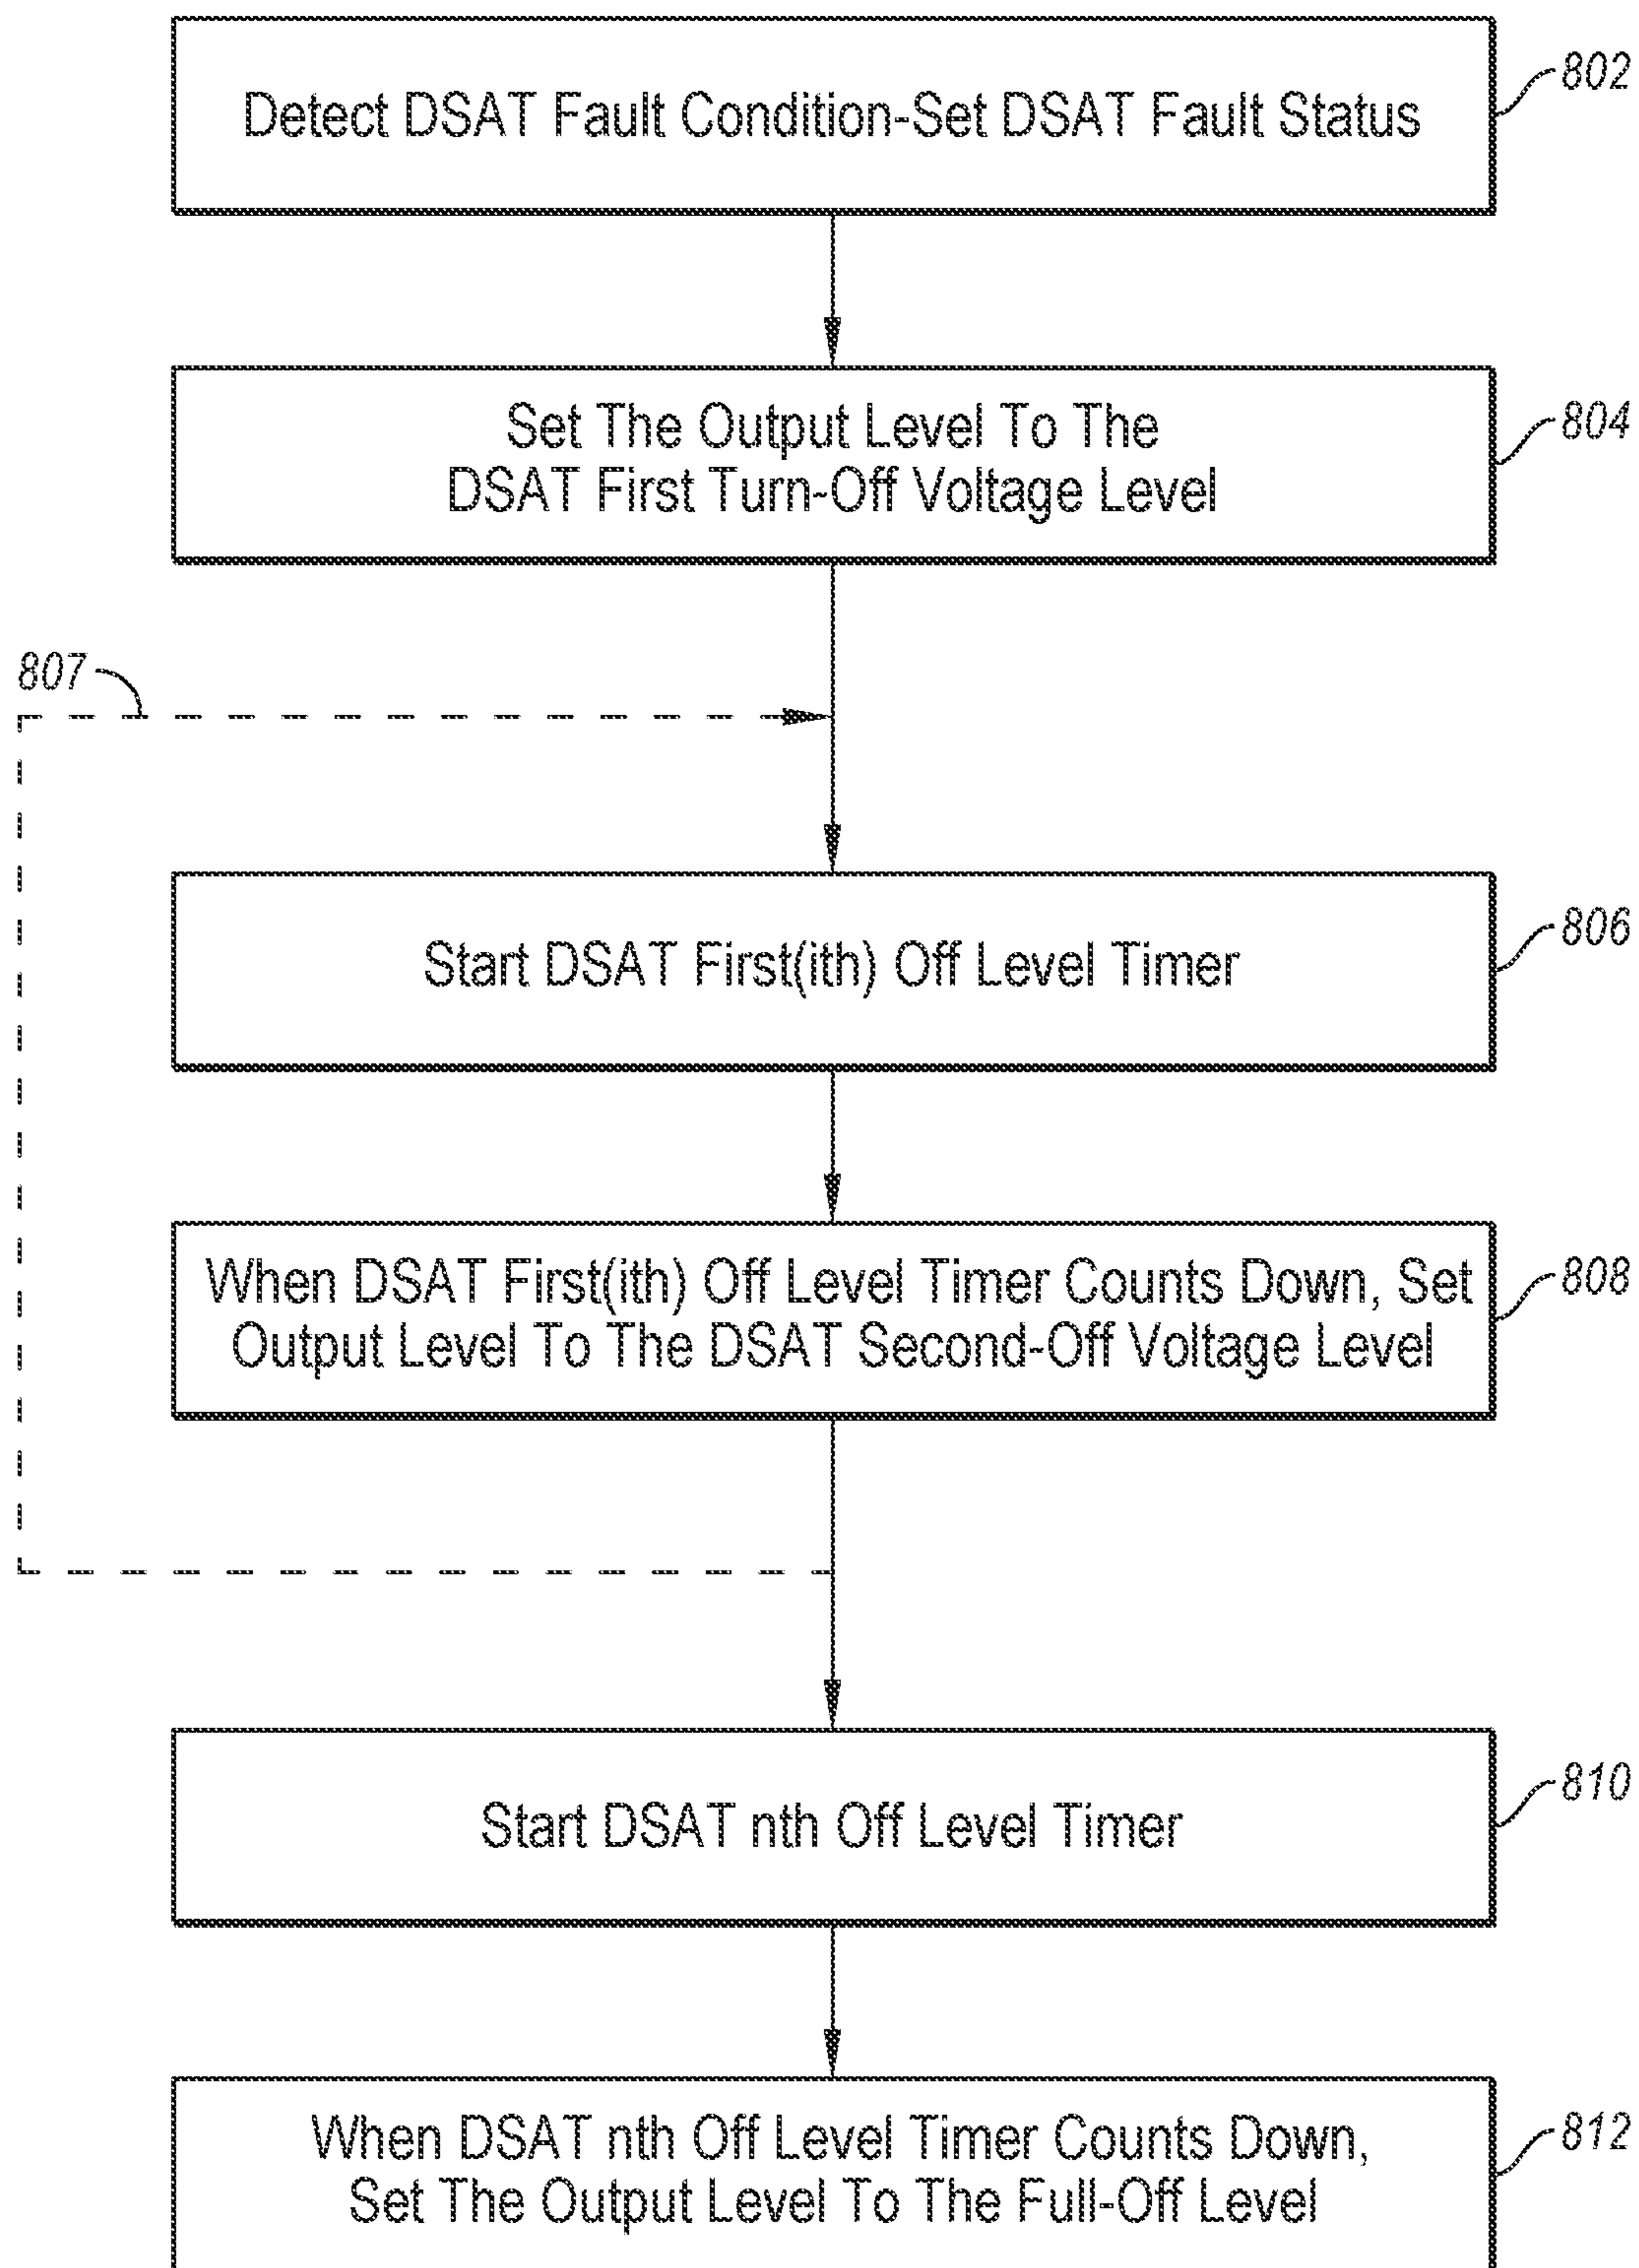 Detect DSAT Fault Condition-Set DSAT Fault Status
802
Set The Output Level To The
DSAT First Turn-Off Voltage Level
804
807
Start DSAT First(ith) Off Level Timer
806
When DSAT First(ith) Off Level Timer Counts Down, Set
Output Level To The DSAT Second-Off Voltage Level
808
Start DSAT nth Off Level Timer
810
When DSAT nth Off Level Timer Counts Down,
Set The Output Level To The Full-Off Level
812